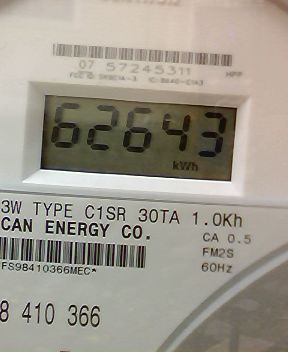 07 57245311 HPP
62643
kWh
3W TYPE C1SR 30TA 1.0Kh
CAN ENERGY CO.
CA 0.5
FM2S
60Hz
FS98410366MEC*
8 410 366